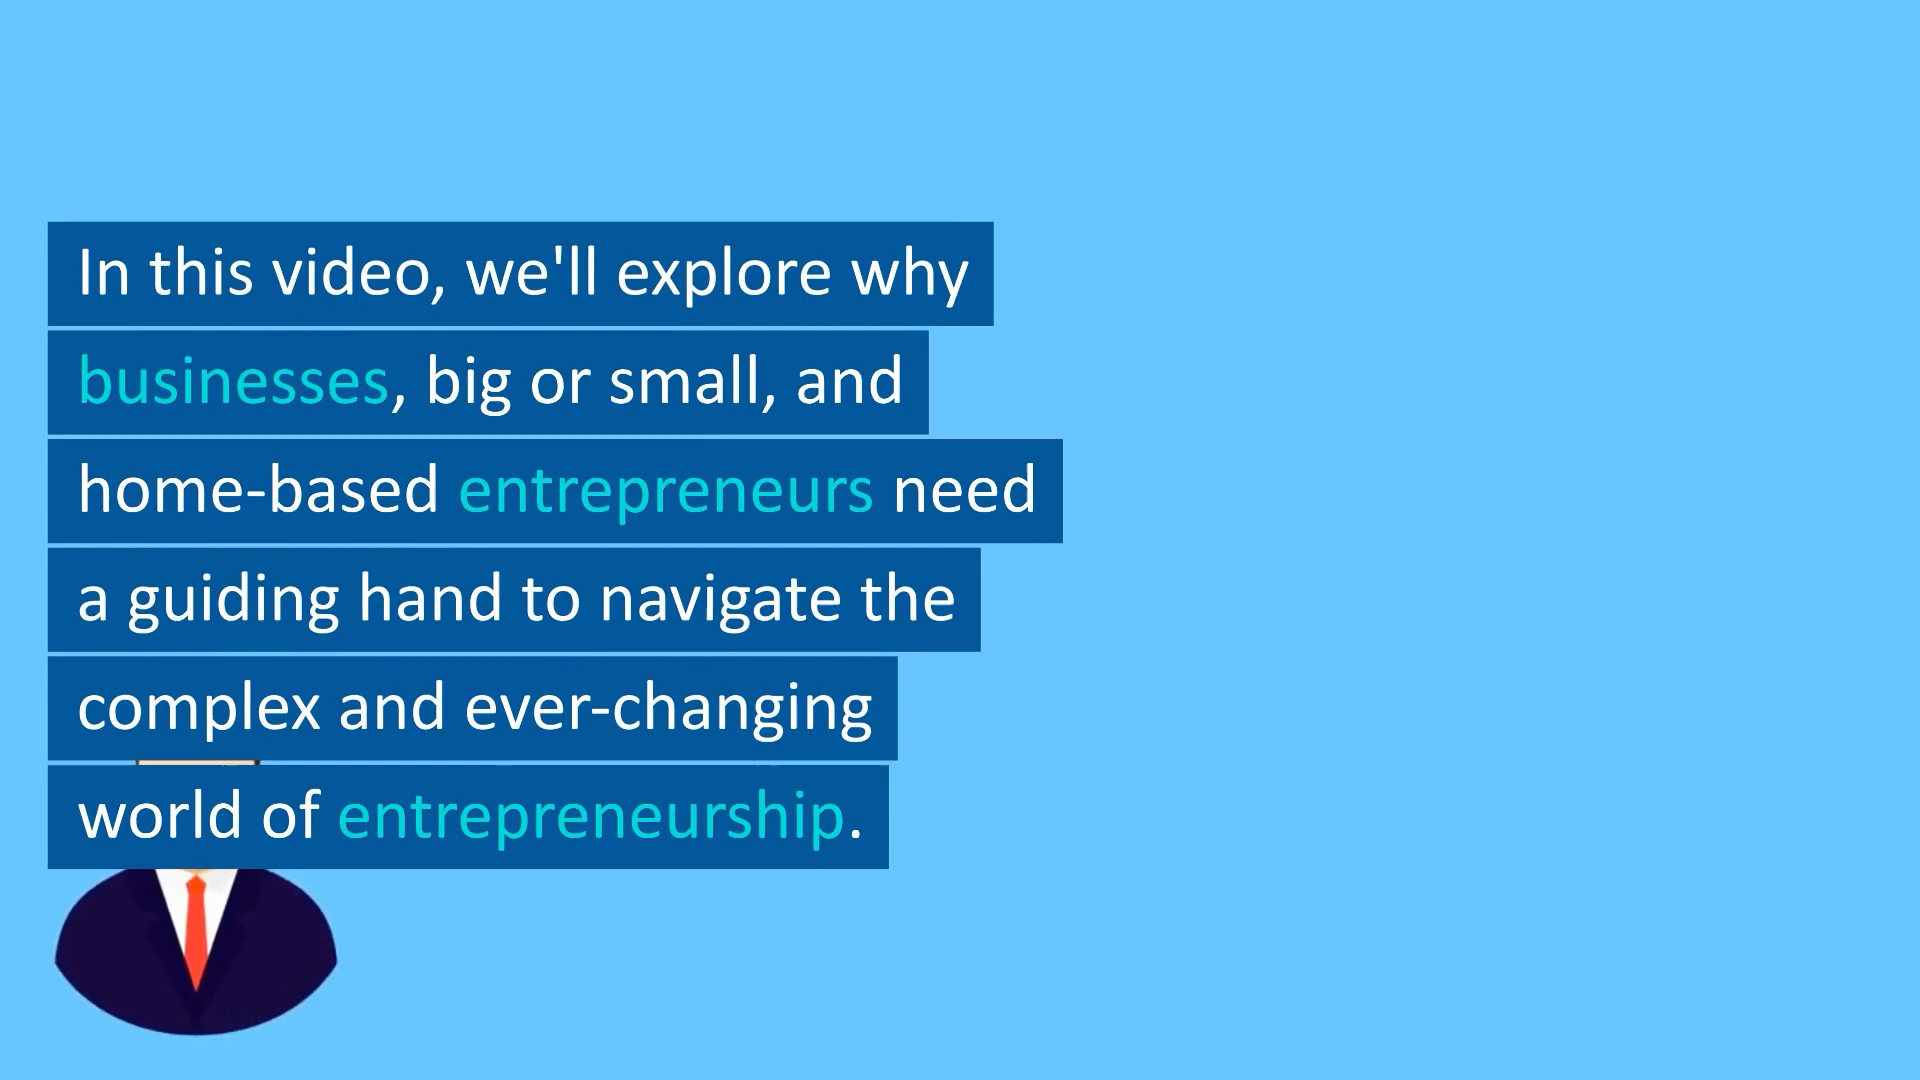 In this video, we'll explore why
businesses, big or small, and
home-based entrepreneurs need
a guiding hand to navigate the
complex and ever-changing
world of entrepreneurship.